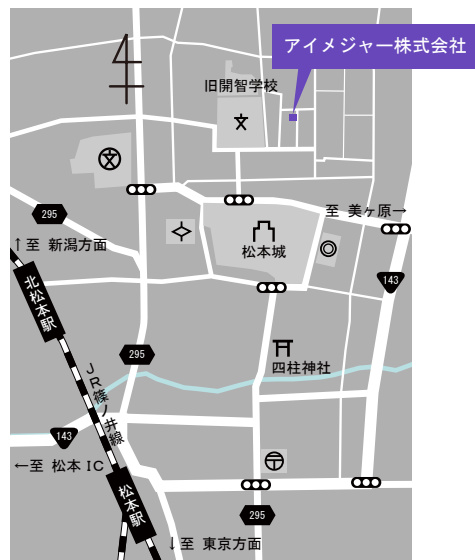 アイメジャー株式会社
旧開智学校
295
至 美ヶ原→
↑至 新潟方面
松本城
143
北松本駅
295
四柱神社
JR篠ノ井線
143
←至 松本 IC
松本駅
295
↓至 東京方面